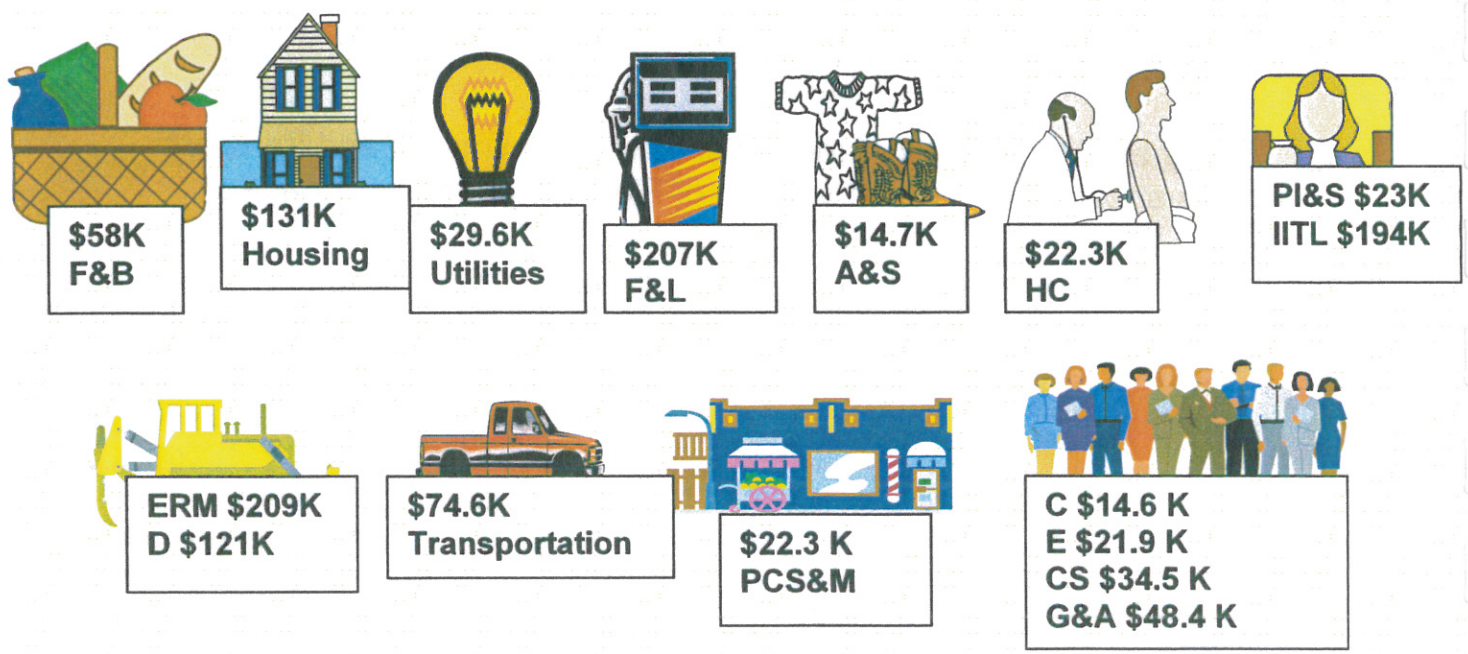 $58K
F&B
$131K
Housing
$29.6K
Utilities
$207K
F&L
$14.7K
A&S
$22.3K
HC
PI&S $23K
IITL $194K
ERM $209K
D $121K
$74.6K
Transportation
$22.3 K
PCS&M
C $14.6 K
E $21.9 K
CS $34.5 K
G&A $48.4 K